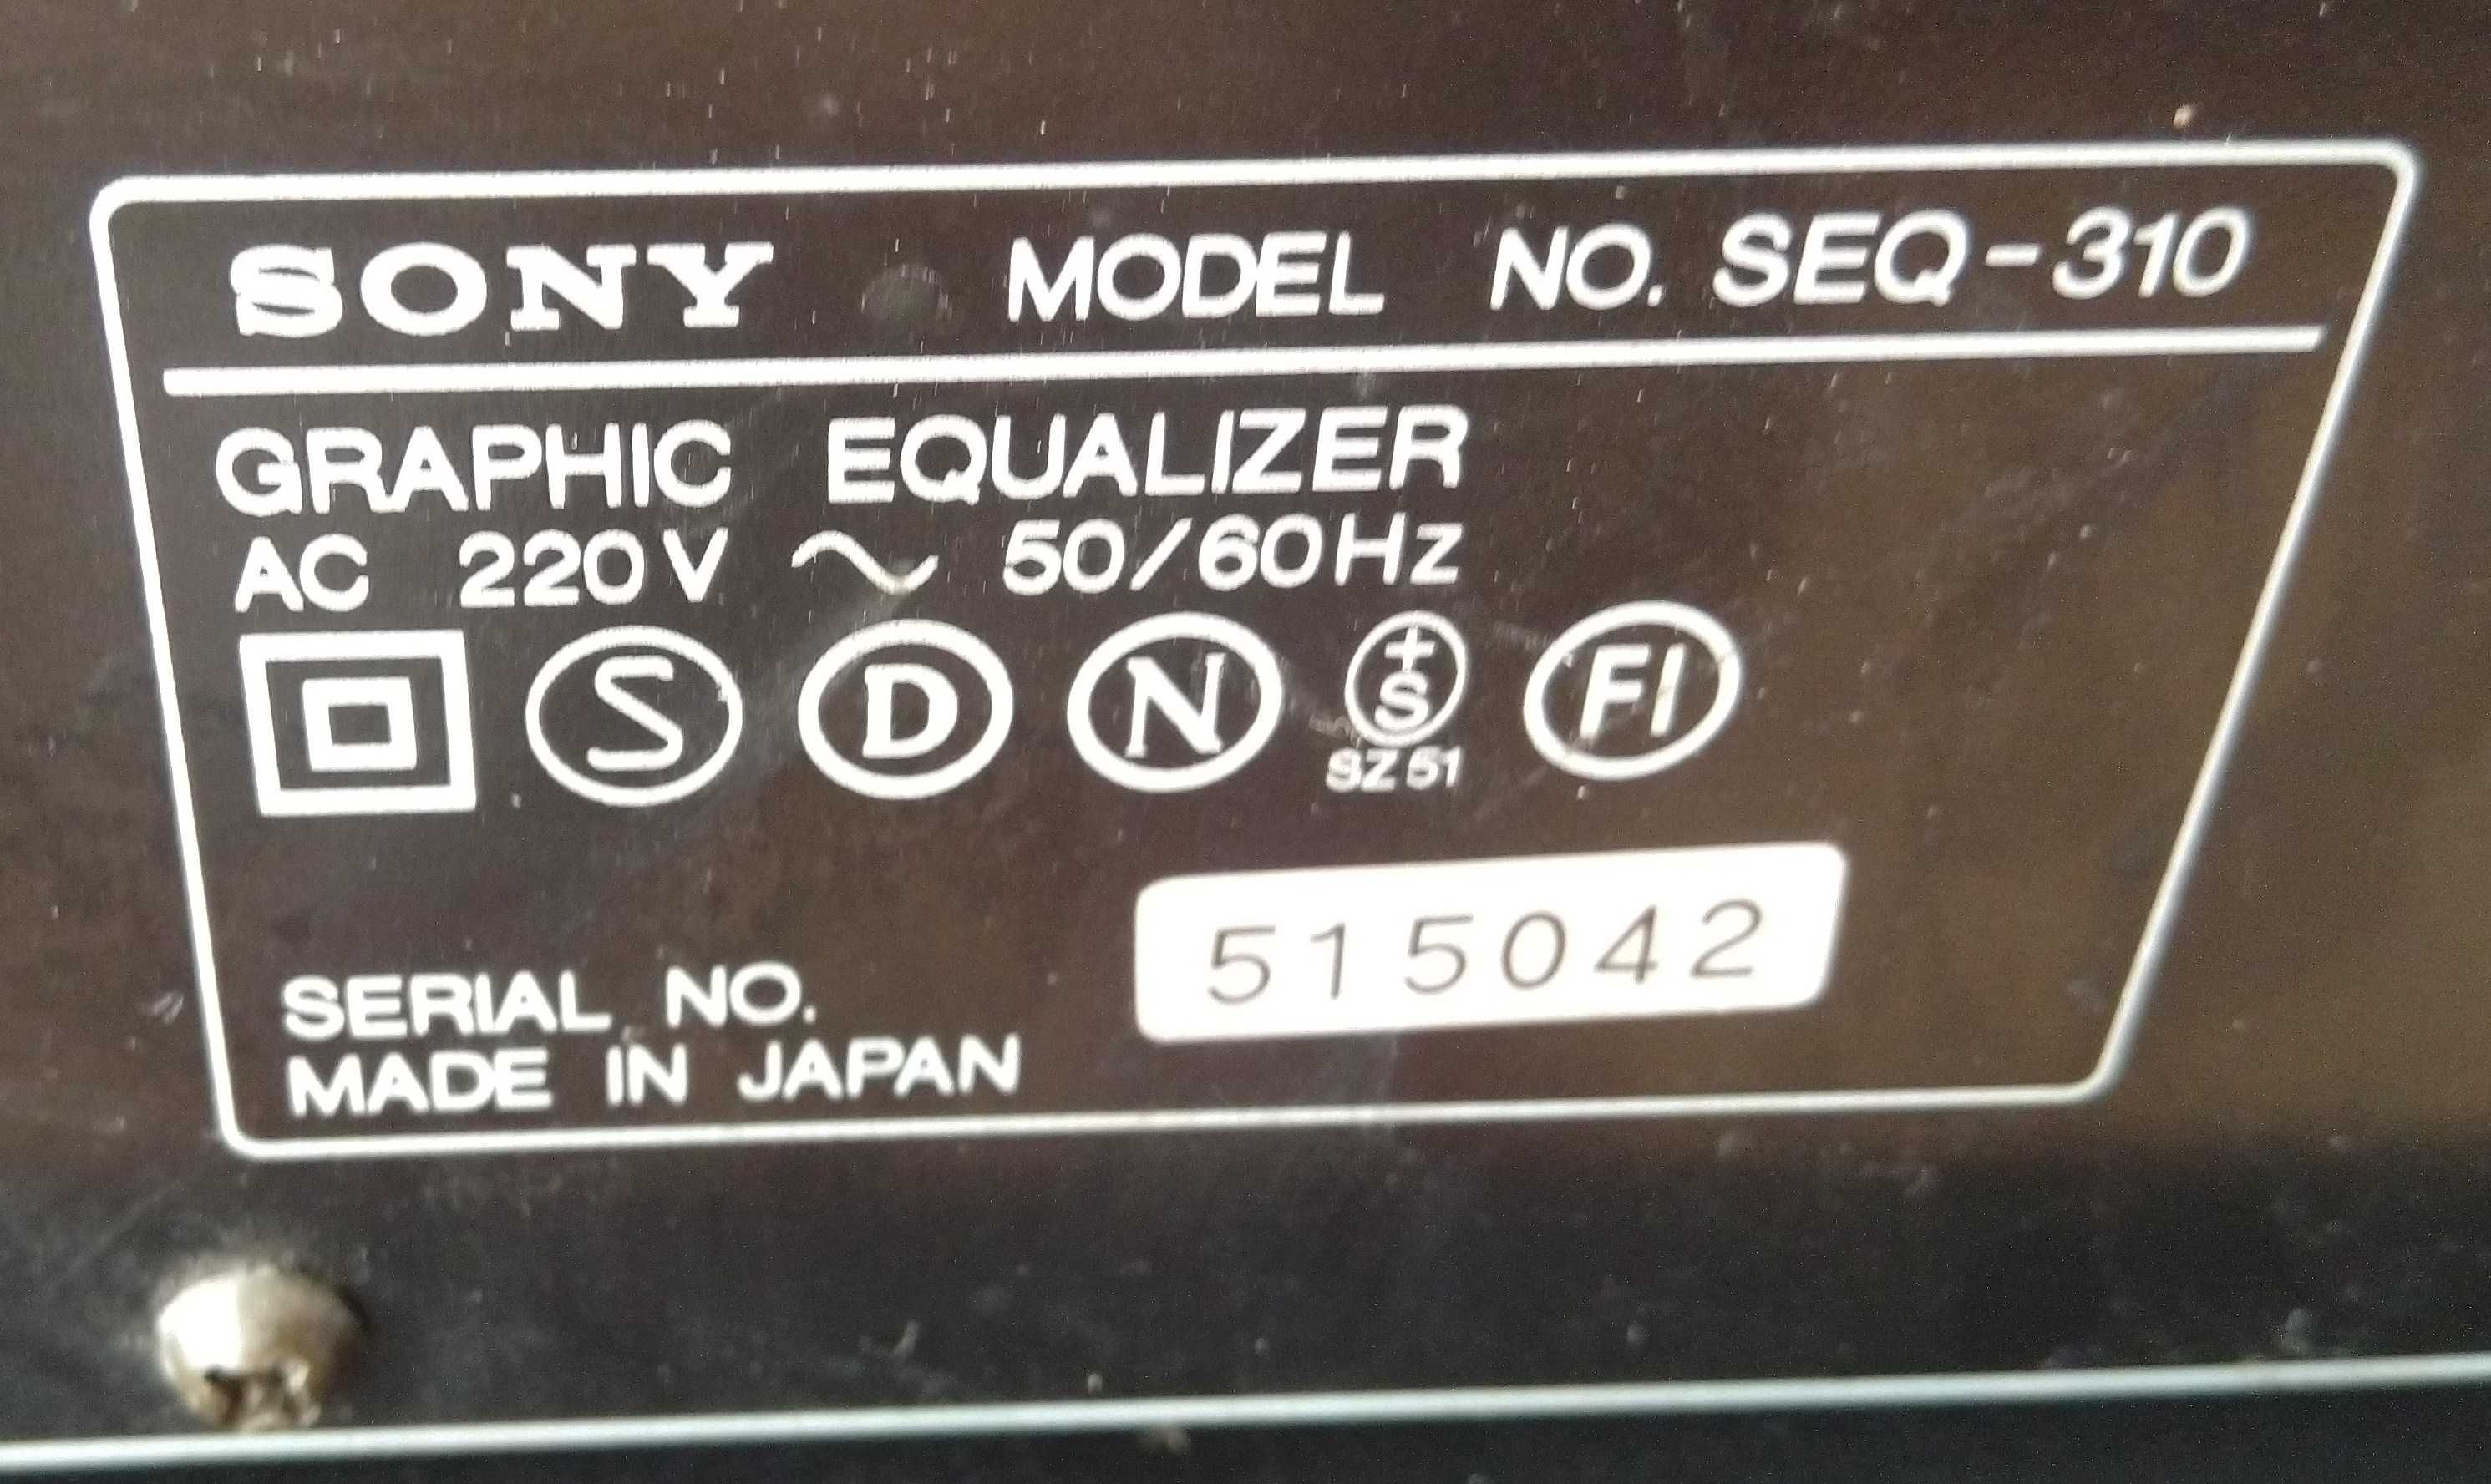 SONY MODEL NO. SEQ-310
GRAPHIC EQUALIZER
AC 220V ~ 50/60Hz
S D N +S FI
SZ 51
515042
SERIAL NO.
MADE IN JAPAN